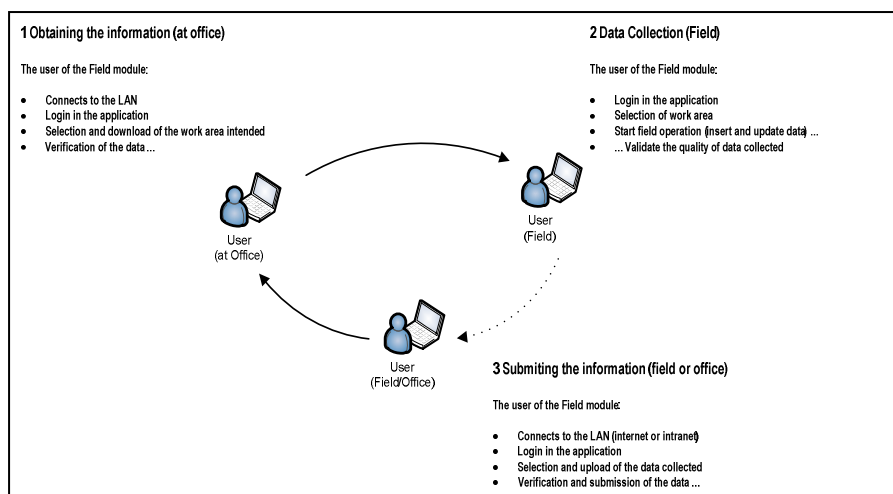 1 Obtaining the information (at office)
The user of the Field module:
• Connects to the LAN
• Login in the application
• Selection and download of the work area intended
• Verification of the data ...
2 Data Collection (Field)
The user of the Field module:
• Login in the application
• Selection of work area
• Start field operation (insert and update data) ...
• ... Validate the quality of data collected
User
(at Office)
User
(Field)
User
(Field/Office)
3 Submiting the information (field or office)
The user of the Field module:
• Connects to the LAN (internet or intranet)
• Login in the application
• Selection and upload of the data collected
• Verification and submission of the data ...